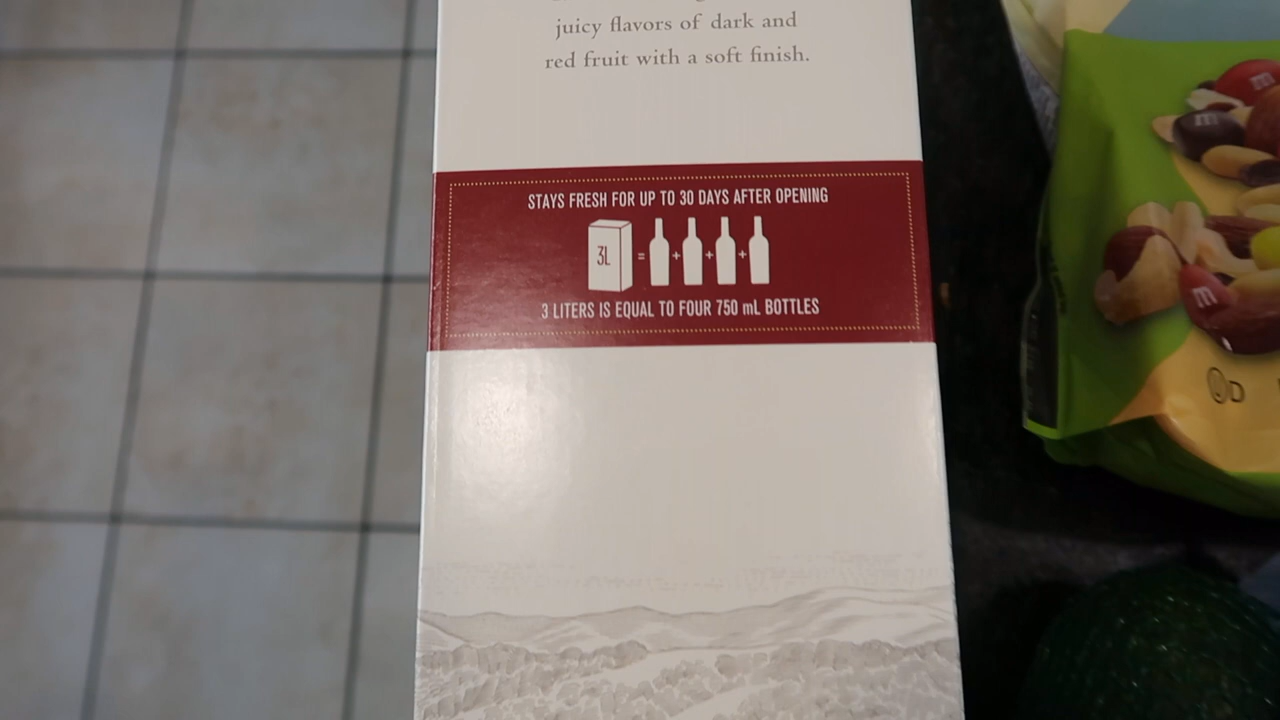 juicy flavors of dark and
red fruit with a soft finish.
STAYS FRESH FOR UP TO 30 DAYS AFTER OPENING
3L = + + +
3 LITERS IS EQUAL TO FOUR 750 mL BOTTLES
m
m
m
D